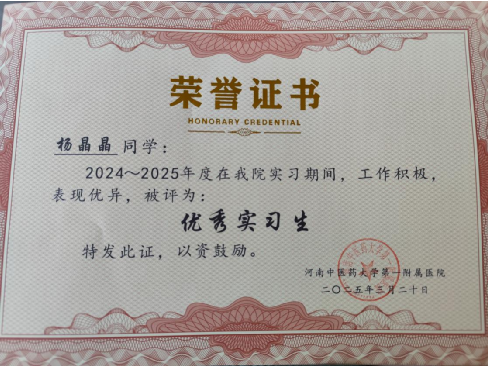 荣誉证书
HONORARY CREDENTIAL
杨晶晶同学：
2024～2025年度在我院实习期间，工作积极，
表现优异，被评为：
优秀实习生
特发此证，以资鼓励。
河南中医药大学第一附属医院
二〇二五年三月二十日